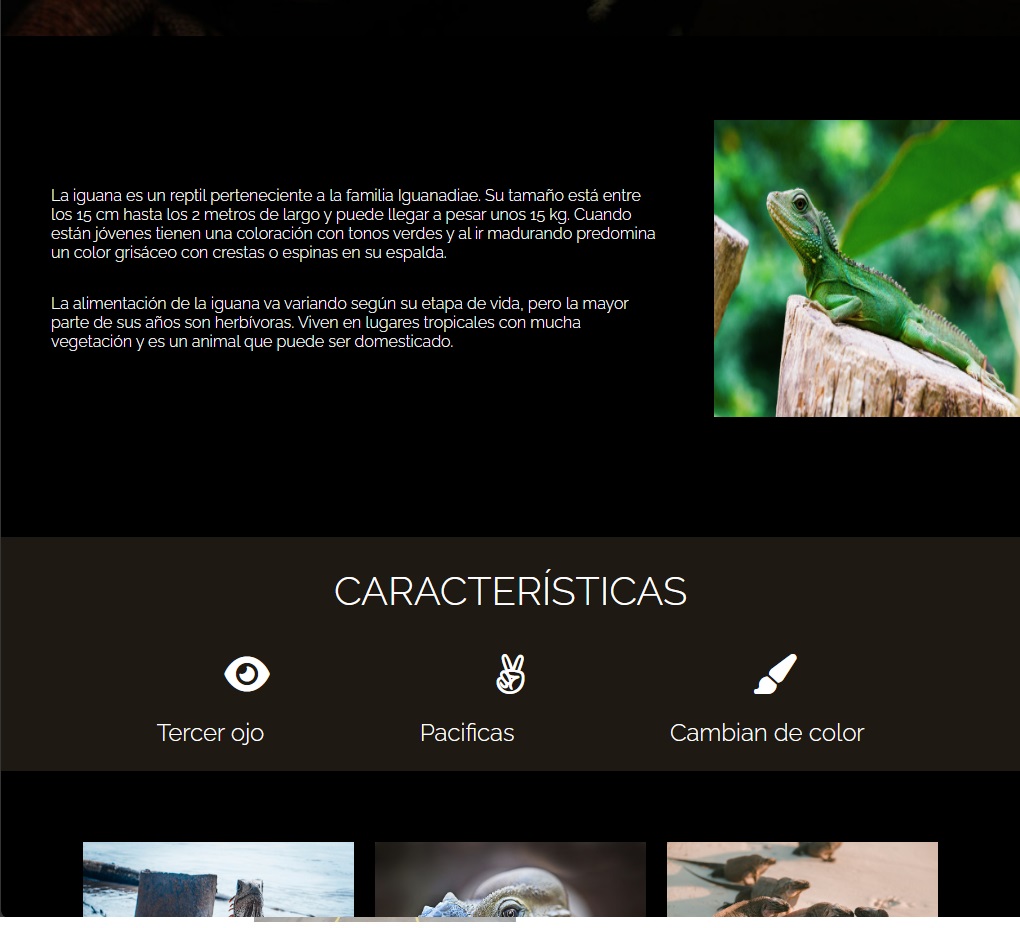 La iguana es un reptil perteneciente a la familia Iguanadiae. Su tamaño está entre
los 15 cm hasta los 2 metros de largo y puede llegar a pesar unos 15 kg. Cuando
están jóvenes tienen una coloración con tonos verdes y al ir madurando predomina
un color grisáceo con crestas o espinas en su espalda.
La alimentación de la iguana va variando según su etapa de vida, pero la mayor
parte de sus años son herbívoras. Viven en lugares tropicales con mucha
vegetación y es un animal que puede ser domesticado.
CARACTERÍSTICAS
Tercer ojo
Pacificas
Cambian de color